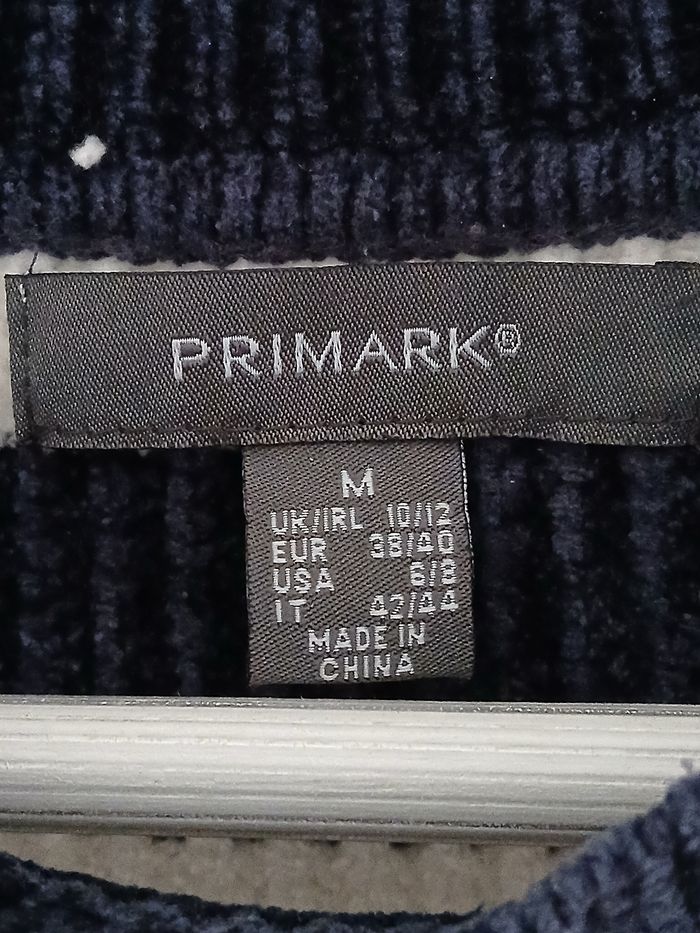 PRIMARK®
M
UK/IRL 10/12
EUR 38/40
USA 6/8
IT 42/44
MADE IN
CHINA